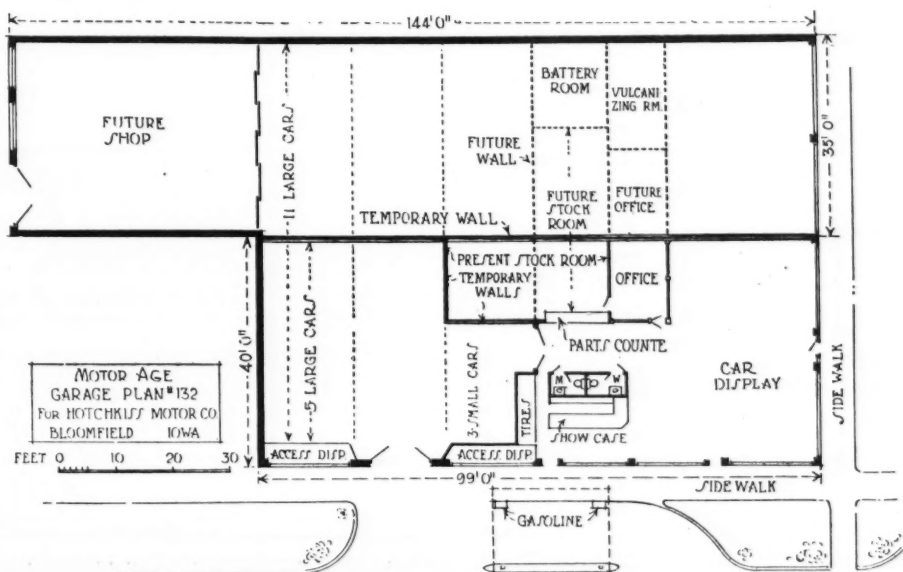 144'0"
FUTURE
SHOP
11 LARGE CARS
BATTERY
ROOM
VULCANI
ZING RM.
FUTURE
WALL
35'0"
FUTURE
STOCK
ROOM
FUTURE
OFFICE
TEMPORARY WALL
PRESENT STOCK ROOM
TEMPORARY
WALLS
OFFICE
40'0"
5 LARGE CARS
3 SMALL CARS
PARTS COUNTE
CAR
DISPLAY
SIDE WALK
MOTOR AGE
GARAGE PLAN #132
FOR HOTCHKISS MOTOR CO
BLOOMFIELD IOWA
M
W
TIRES
SHOW CASE
ACCESS DISP.
ACCESS DISP
FEET 0 10 20 30
99'0"
SIDE WALK
GASOLINE